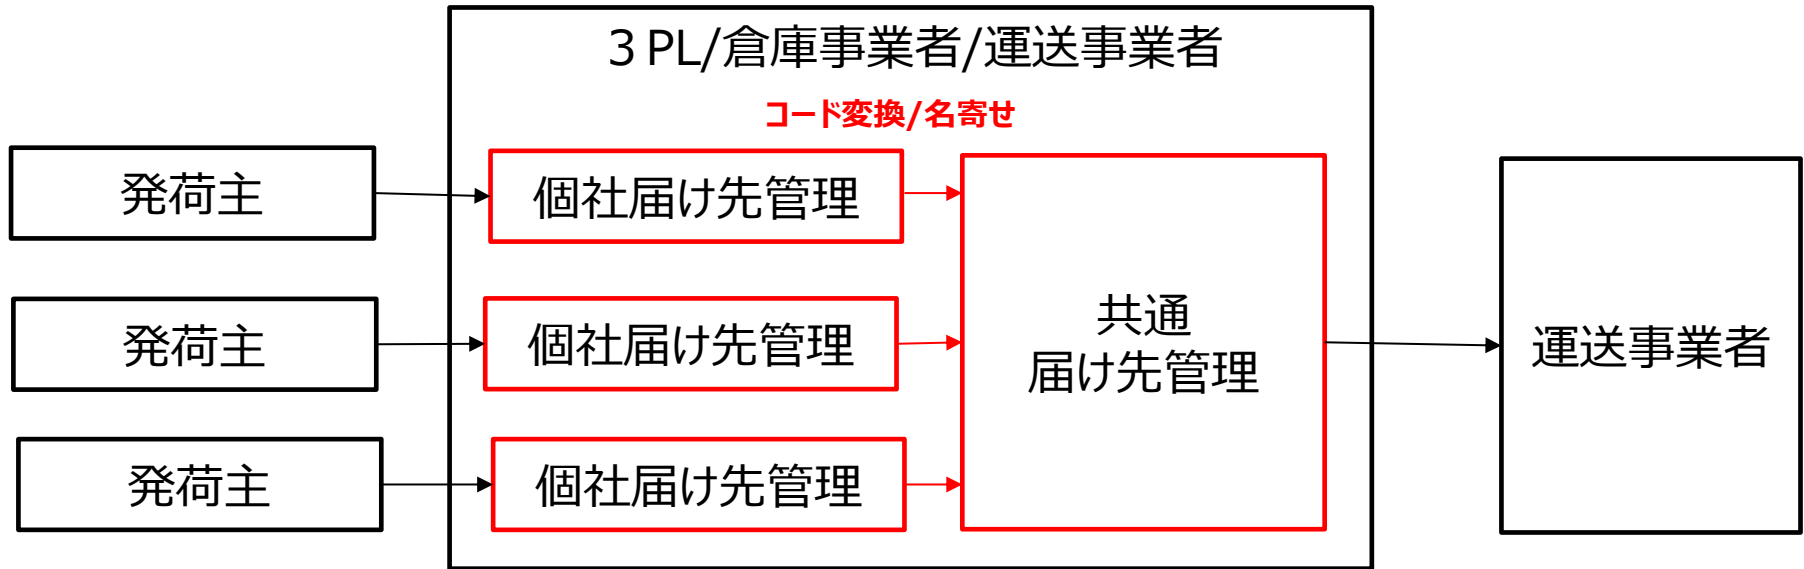 ３PL/倉庫事業者/運送事業者
コード変換/名寄せ
発荷主
個社届け先管理
発荷主
個社届け先管理
発荷主
個社届け先管理
共通
届け先管理
運送事業者